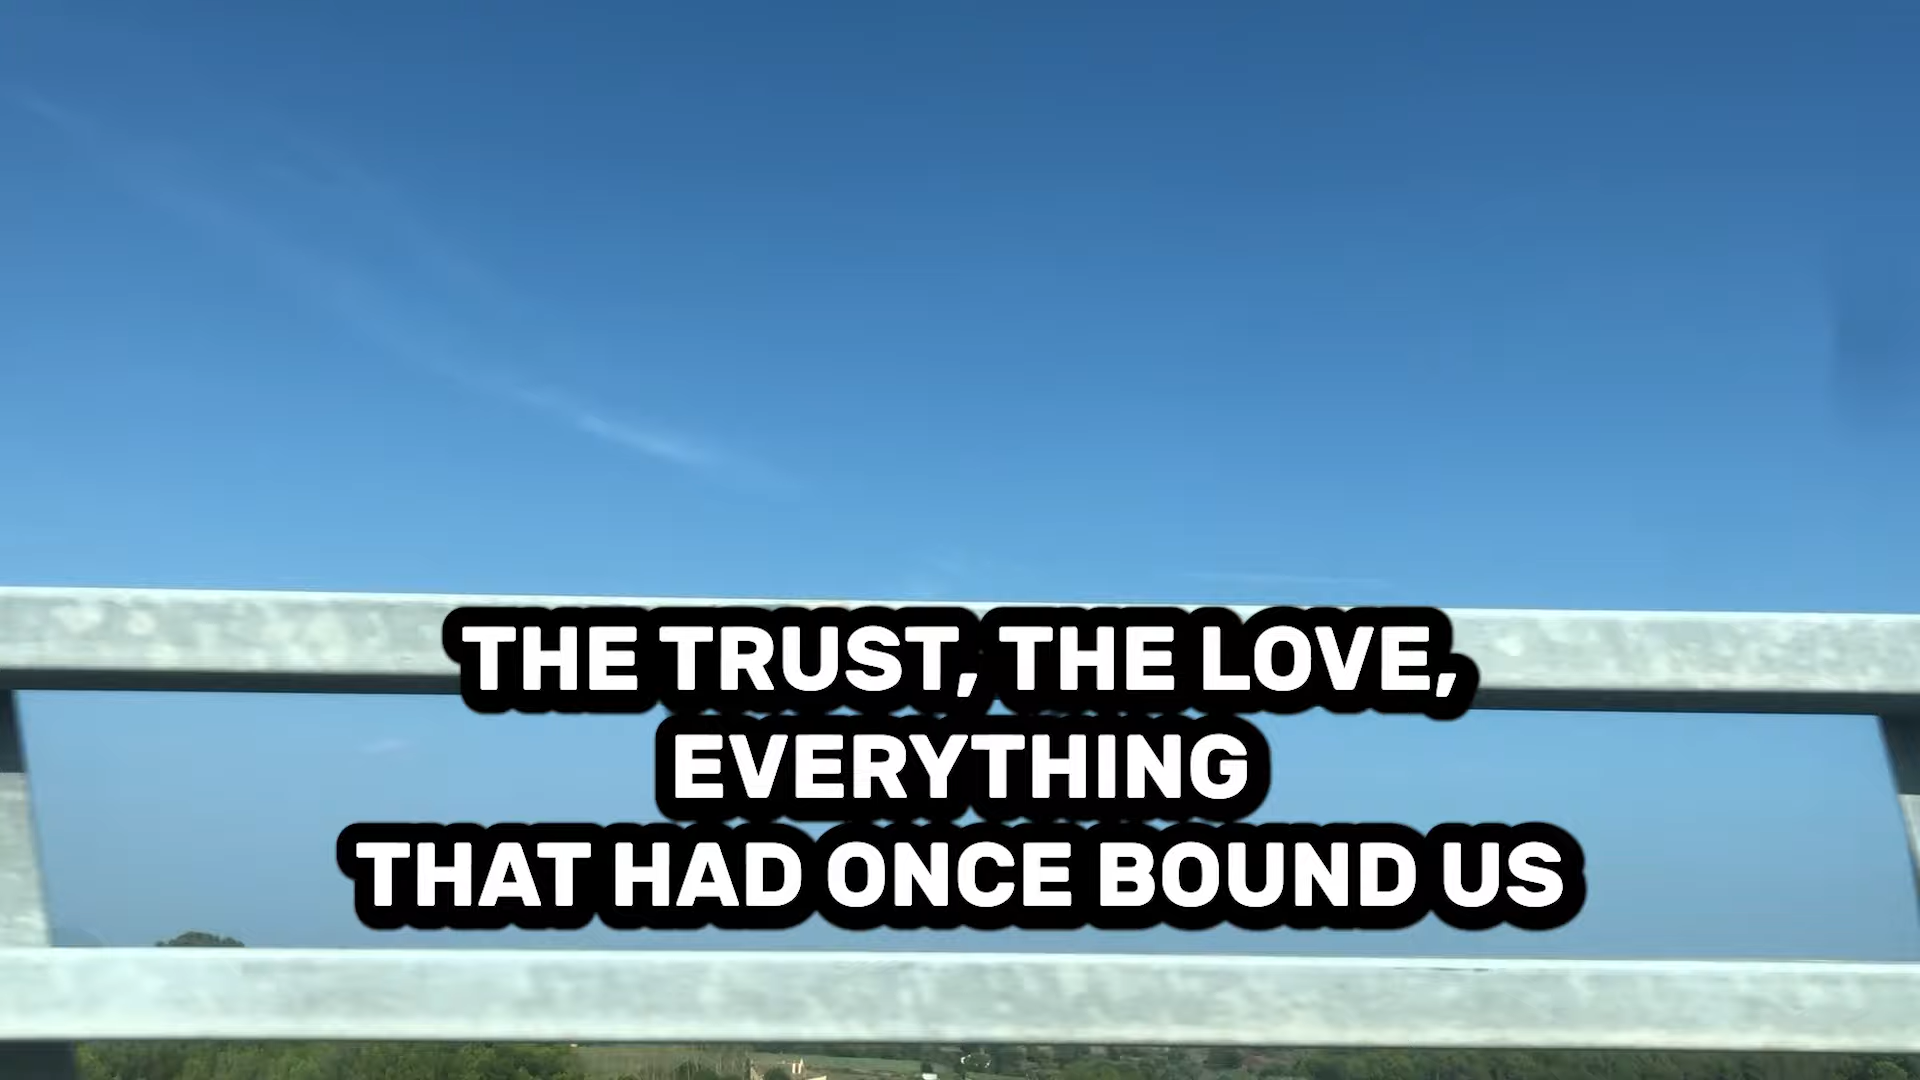 THE TRUST, THE LOVE,
EVERYTHING
THAT HAD ONCE BOUND US